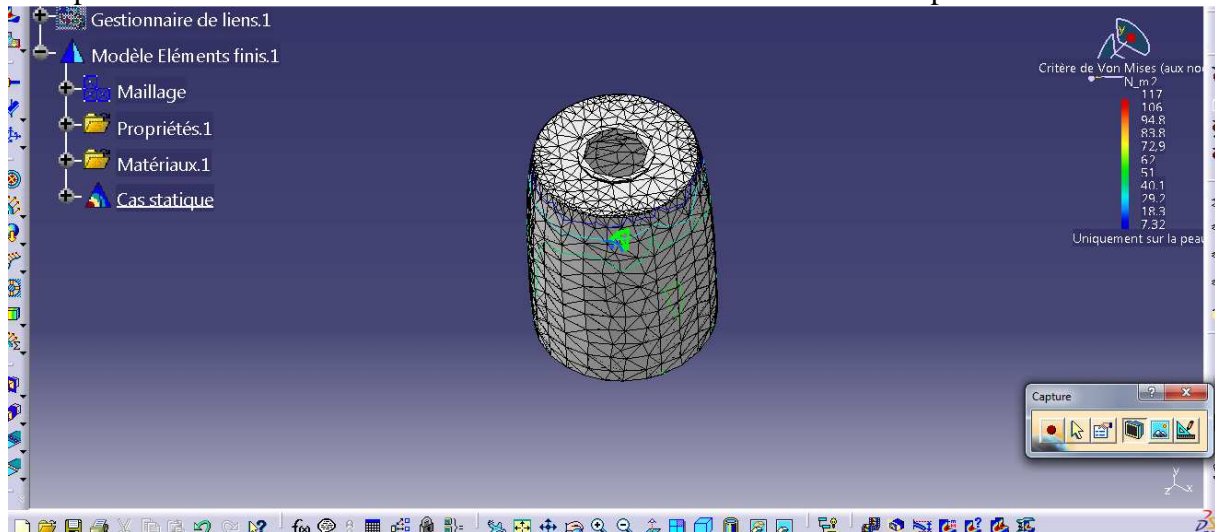 Gestionnaire de liens.1
Modèle Eléments finis.1
Maillage
Propriétés.1
Matériaux.1
Cas statique
Critère de Von Mises (aux no
N_m2
117
106
94.8
83.8
72.9
62
51
40.1
29.2
18.3
7.32
Uniquement sur la peau
Capture
y
z x